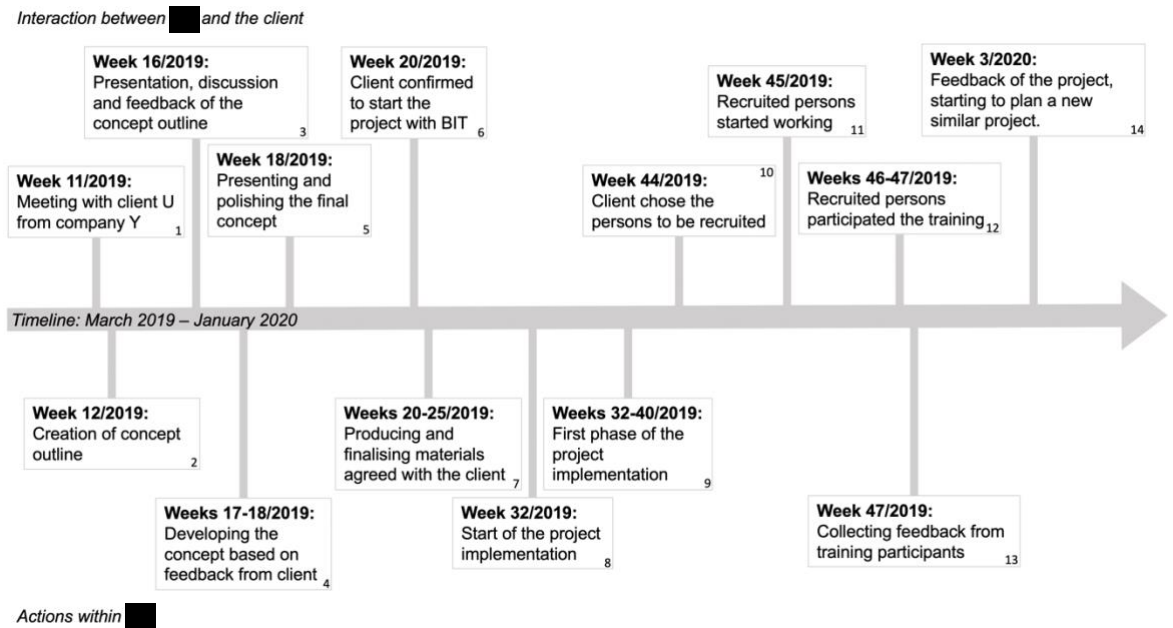 Interaction between and the client
Week 11/2019:
Meeting with client U
from company Y
1
Week 12/2019:
Creation of concept
outline
2
Week 16/2019:
Presentation, discussion
and feedback of the
concept outline
3
Weeks 17-18/2019:
Developing the
concept based on
feedback from client
4
Week 18/2019:
Presenting and
polishing the final
concept
5
Week 20/2019:
Client confirmed
to start the
project with BIT
6
Weeks 20-25/2019:
Producing and
finalising materials
agreed with the client
7
Week 32/2019:
Start of the project
implementation
8
Weeks 32-40/2019:
First phase of the
project
implementation
9
Week 44/2019:
Client chose the
persons to be recruited
10
Week 45/2019:
Recruited persons
started working
11
Weeks 46-47/2019:
Recruited persons
participated the training
12
Week 47/2019:
Collecting feedback from
training participants
13
Week 3/2020:
Feedback of the project,
starting to plan a new
similar project.
14
Timeline: March 2019 – January 2020
Actions within